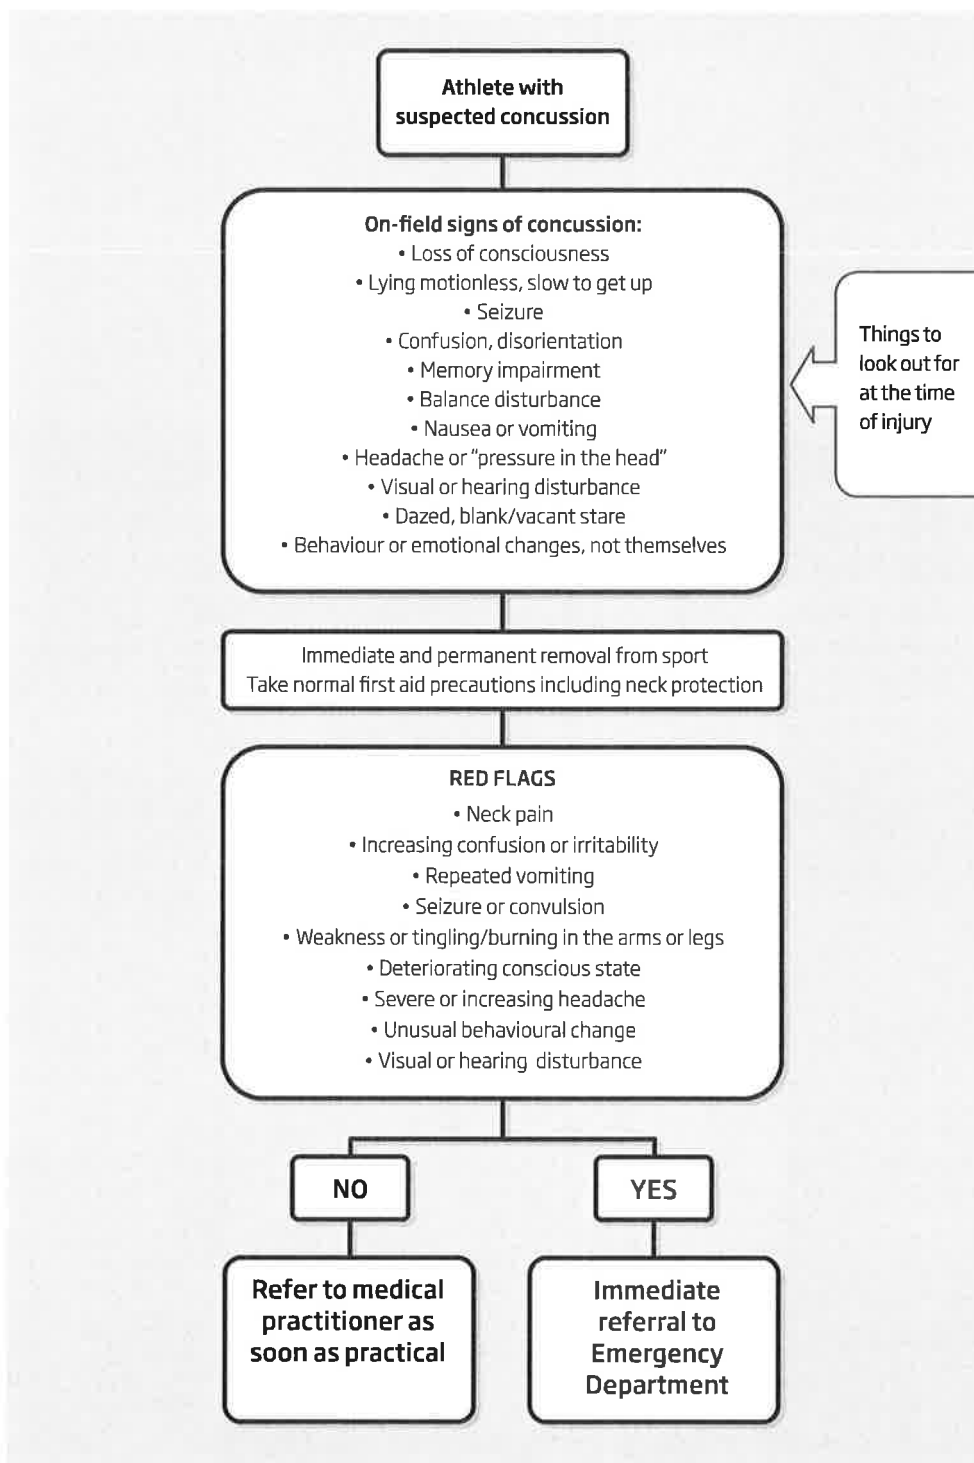 Athlete with
suspected concussion
On-field signs of concussion:
• Loss of consciousness
• Lying motionless, slow to get up
• Seizure
• Confusion, disorientation
• Memory impairment
• Balance disturbance
• Nausea or vomiting
• Headache or “pressure in the head”
• Visual or hearing disturbance
• Dazed, blank/vacant stare
• Behaviour or emotional changes, not themselves
Things to
look out for
at the time
of injury
Immediate and permanent removal from sport
Take normal first aid precautions including neck protection
RED FLAGS
• Neck pain
• Increasing confusion or irritability
• Repeated vomiting
• Seizure or convulsion
• Weakness or tingling/burning in the arms or legs
• Deteriorating conscious state
• Severe or increasing headache
• Unusual behavioural change
• Visual or hearing disturbance
NO
YES
Refer to medical
practitioner as
soon as practical
Immediate
referral to
Emergency
Department